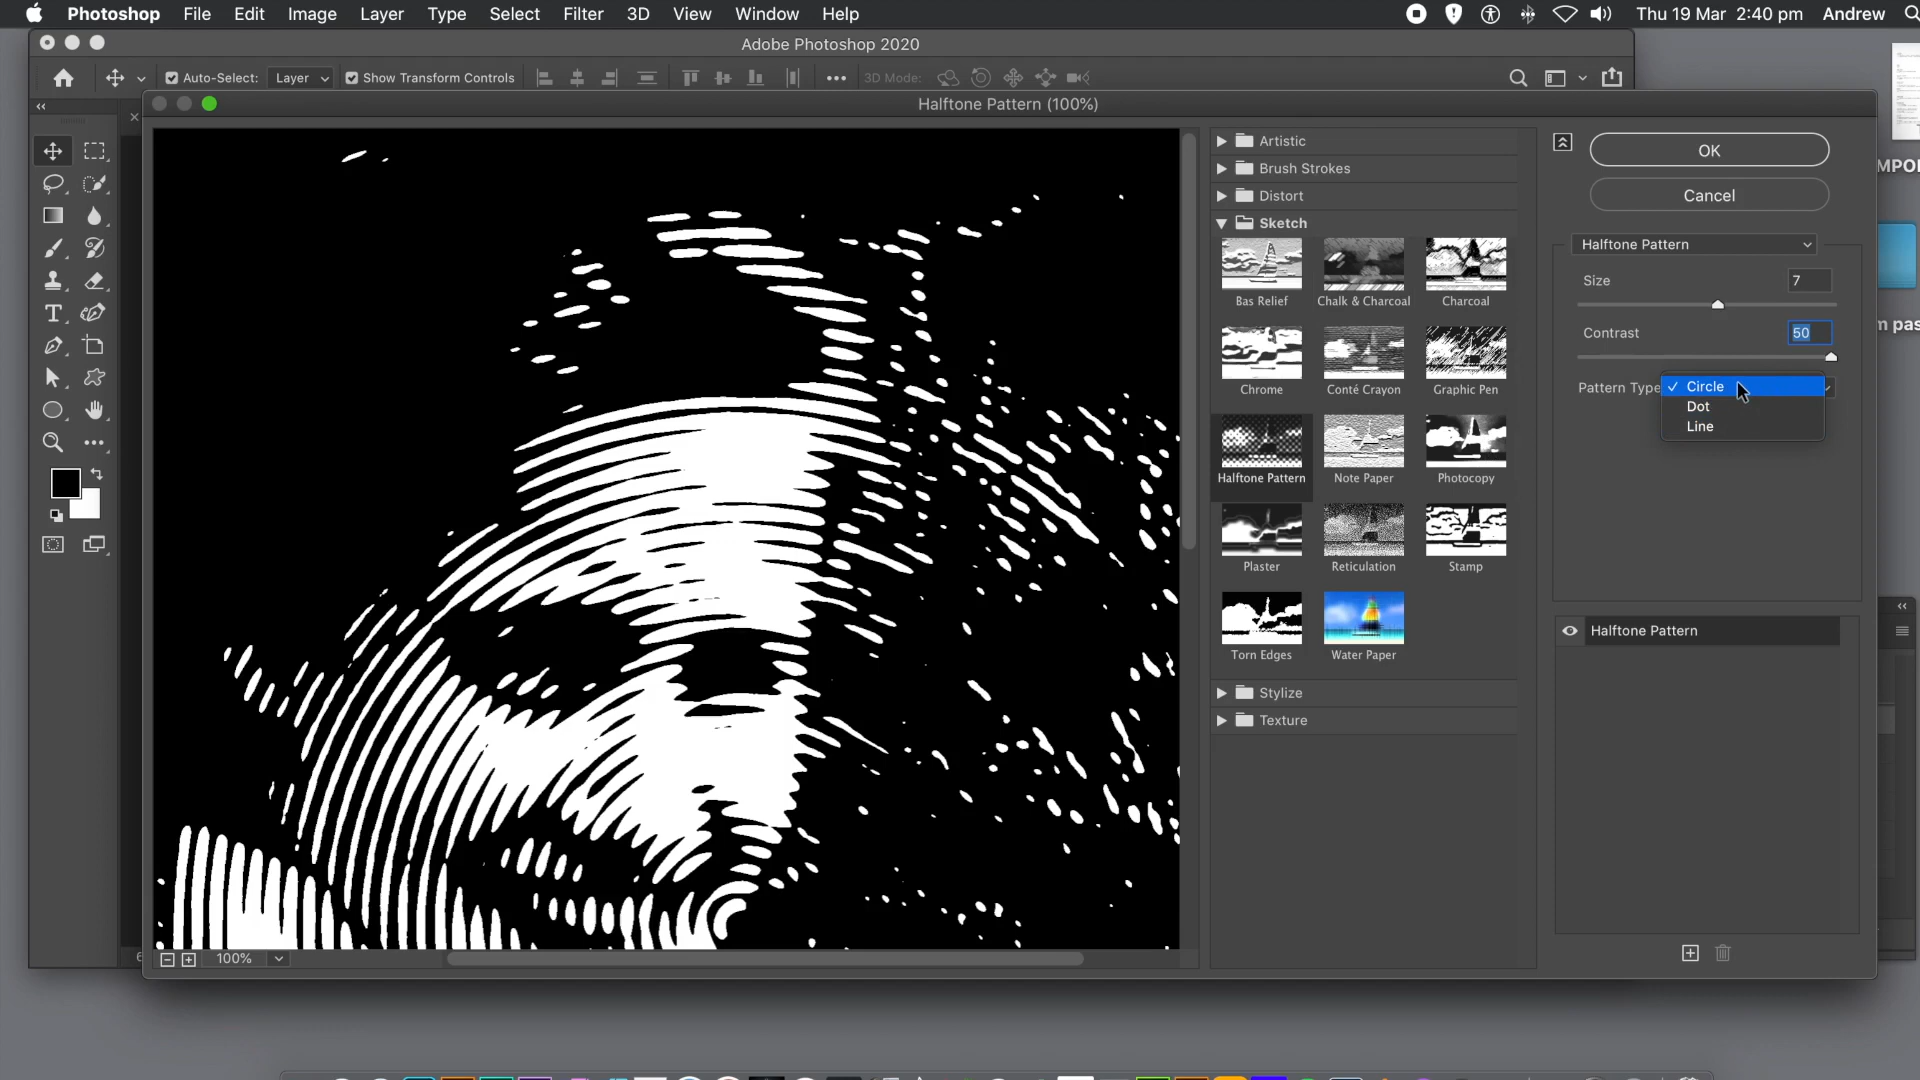 Photoshop File Edit Image Layer Type Select Filter 3D View Window Help Thu 19 Mar 2:40 pm Andrew
Adobe Photoshop 2020
Auto-Select: Layer Show Transform Controls 3D Mode:
Halftone Pattern (100%)
Artistic
Brush Strokes
Distort
Sketch
Bas Relief Chalk & Charcoal Charcoal
Chrome Conté Crayon Graphic Pen
Halftone Pattern Note Paper Photocopy
Plaster Reticulation Stamp
Torn Edges Water Paper
Stylize
Texture
OK
Cancel
Halftone Pattern
Size 7
Contrast 50
Pattern Type Circle
Dot
Line
Halftone Pattern
100%
MPO
m pas